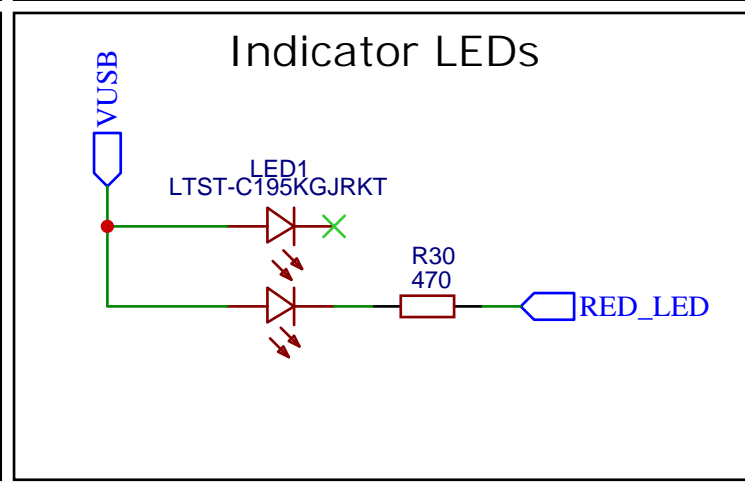 Indicator LEDs
VUSB
LED1
LTST-C195KGJRKT
R30
470
RED_LED